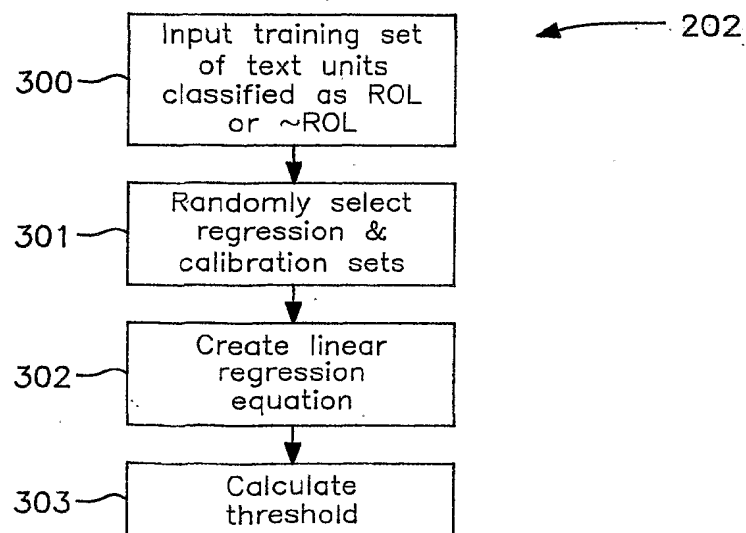 202
Input training set
of text units
classified as ROL
or ~ROL
300
Randomly select
regression &
calibration sets
301
Create linear
regression
equation
302
Calculate
threshold
303